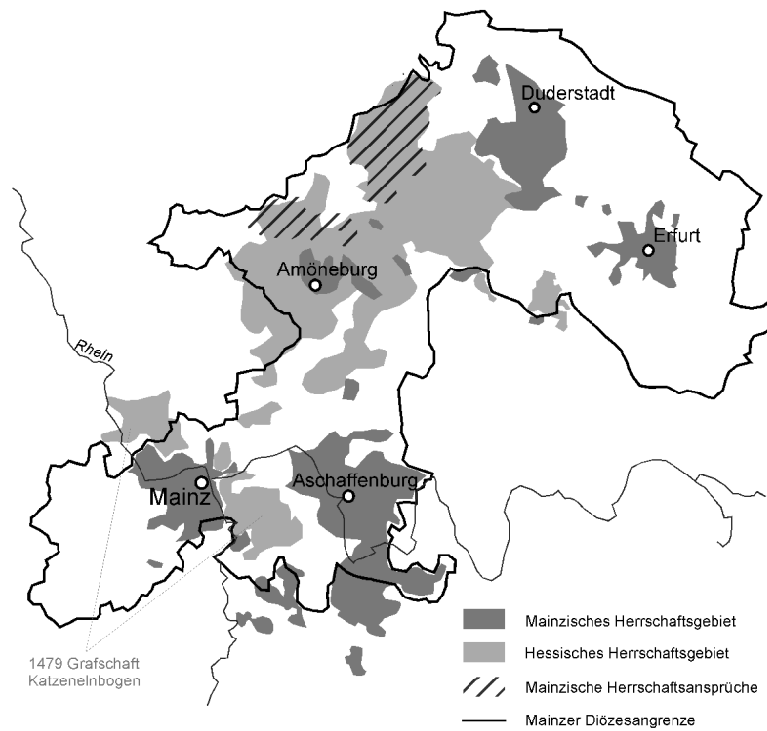 Duderstadt
Erfurt
Amöneburg
Rhein
Mainz
Aschaffenburg
1479 Grafschaft
Katzenelnbogen
Mainzisches Herrschaftsgebiet
Hessisches Herrschaftsgebiet
Mainzische Herrschaftsansprüche
Mainzer Diözesangrenze